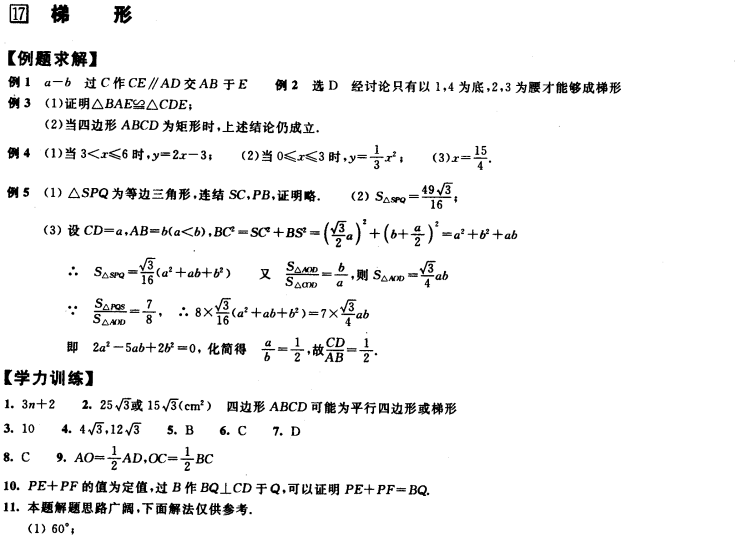 17 梯 形
【例题求解】
例1 a－b 过C作CE∥AD交AB于E 例2 选D 经讨论只有以1,4为底,2,3为腰才能够成梯形
例3 (1)证明△BAE≌△CDE;
(2)当四边形ABCD为矩形时,上述结论仍成立.
例4 (1)当3<x≤6时,y=2x－3; (2)当0≤x≤3时,y=1/3x²; (3)x=15/4.
例5 (1) △SPQ为等边三角形,连结SC,PB,证明略. (2) S△SPQ=49√3/16;
(3) 设CD=a,AB=b(a<b),BC²=SC²+BS²=(√3/2a)²+(b+a/2)²=a²+b²+ab
∴ S△SPQ=√3/16(a²+ab+b²) 又 S△AOD/S△COD=b/a,则S△AOD=√3/4ab
∵ S△PQS/S△AOD=7/8, ∴8×√3/16(a²+ab+b²)=7×√3/4ab
即 2a²－5ab+2b²=0, 化简得 a/b=1/2,故CD/AB=1/2.
【学力训练】
1. 3n+2 2. 25√3或15√3(cm²) 四边形ABCD可能为平行四边形或梯形
3. 10 4. 4√3,12√3 5. B 6. C 7. D
8. C 9. AO=1/2AD,OC=1/2BC
10. PE+PF的值为定值,过B作BQ⊥CD于Q,可以证明PE+PF=BQ.
11. 本题解题思路广阔,下面解法仅供参考.
(1) 60°;